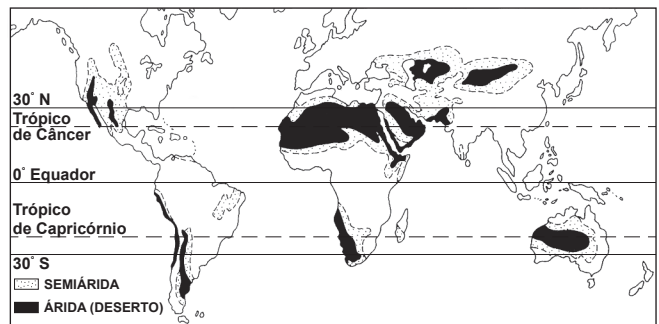 30° N
Trópico
de Câncer
0° Equador
Trópico
de Capricórnio
30° S
SEMIÁRIDA
ÁRIDA (DESERTO)